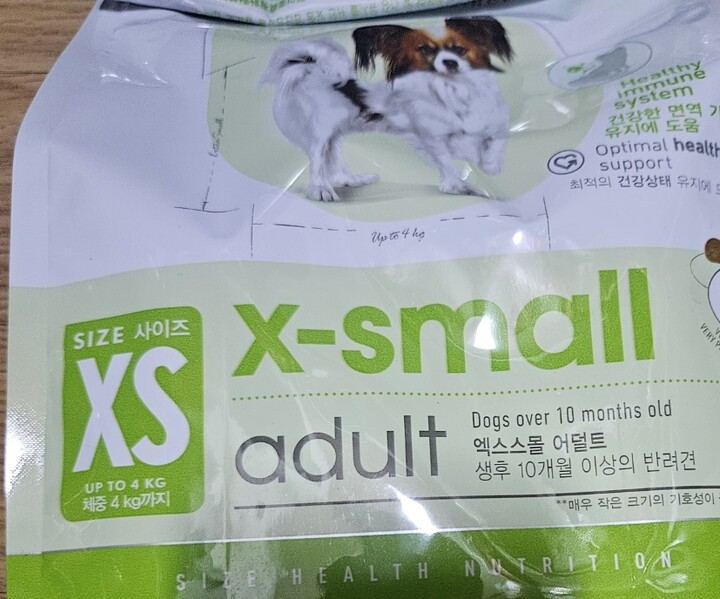 Healthy
immune
system
건강한 면역
유지에 도움
Optimal health
support
최적의 건강상태 유지에
Up to 4 kg
SIZE 사이즈
XS
UP TO 4 KG
체중 4 kg까지
x-small
adult
Dogs over 10 months old
엑스스몰 어덜트
생후 10개월 이상의 반려견
**매우 작은 크기의 기호성이
SIZE HEALTH NUTRITION